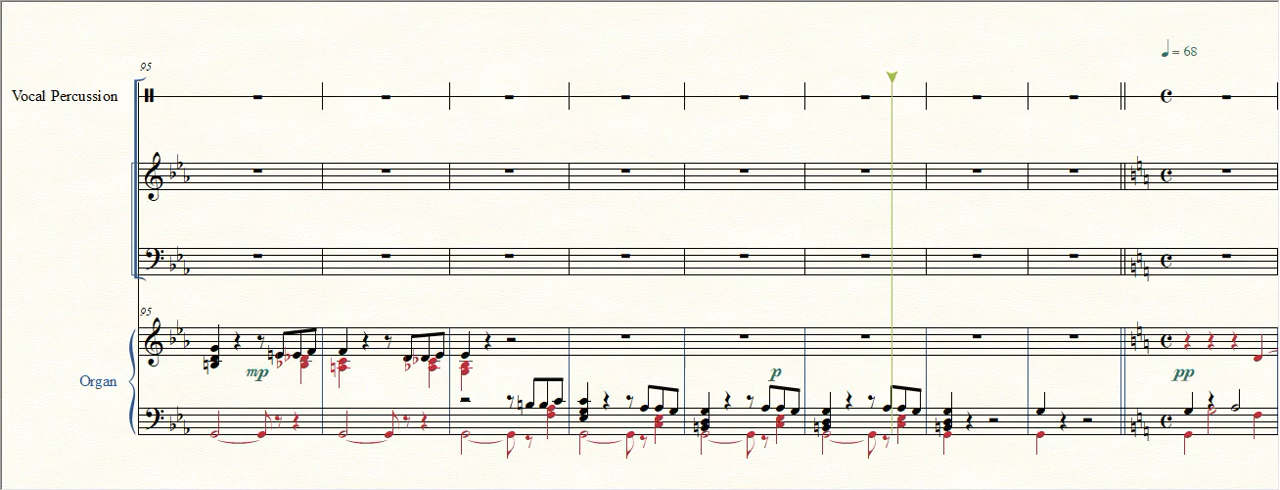 ♩ = 68
95
Vocal Percussion
95
mp
p
pp
Organ